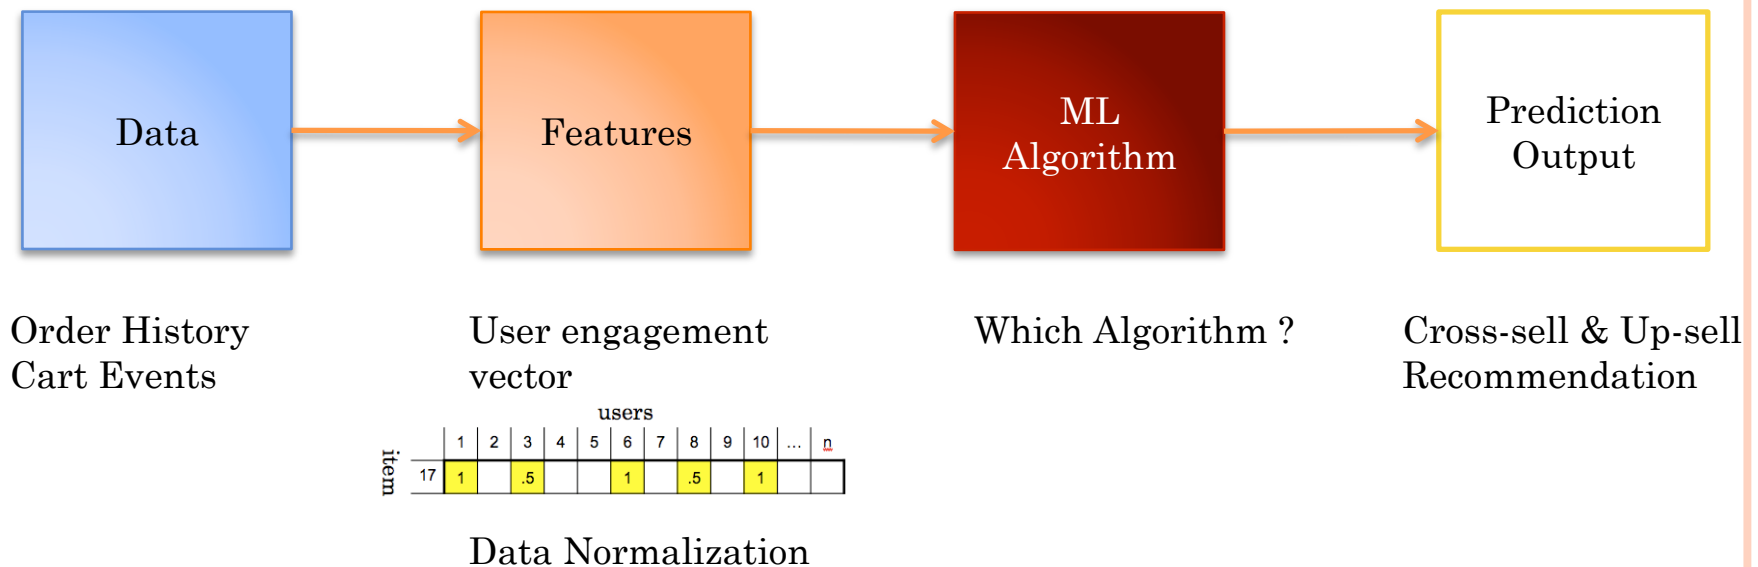 Data
Features
ML
Algorithm
Prediction
Output
Order History
Cart Events
User engagement
vector
Which Algorithm ?
Cross-sell & Up-sell
Recommendation
users
1 2 3 4 5 6 7 8 9 10 ... n
item
17 1 .5 1 .5 1
Data Normalization